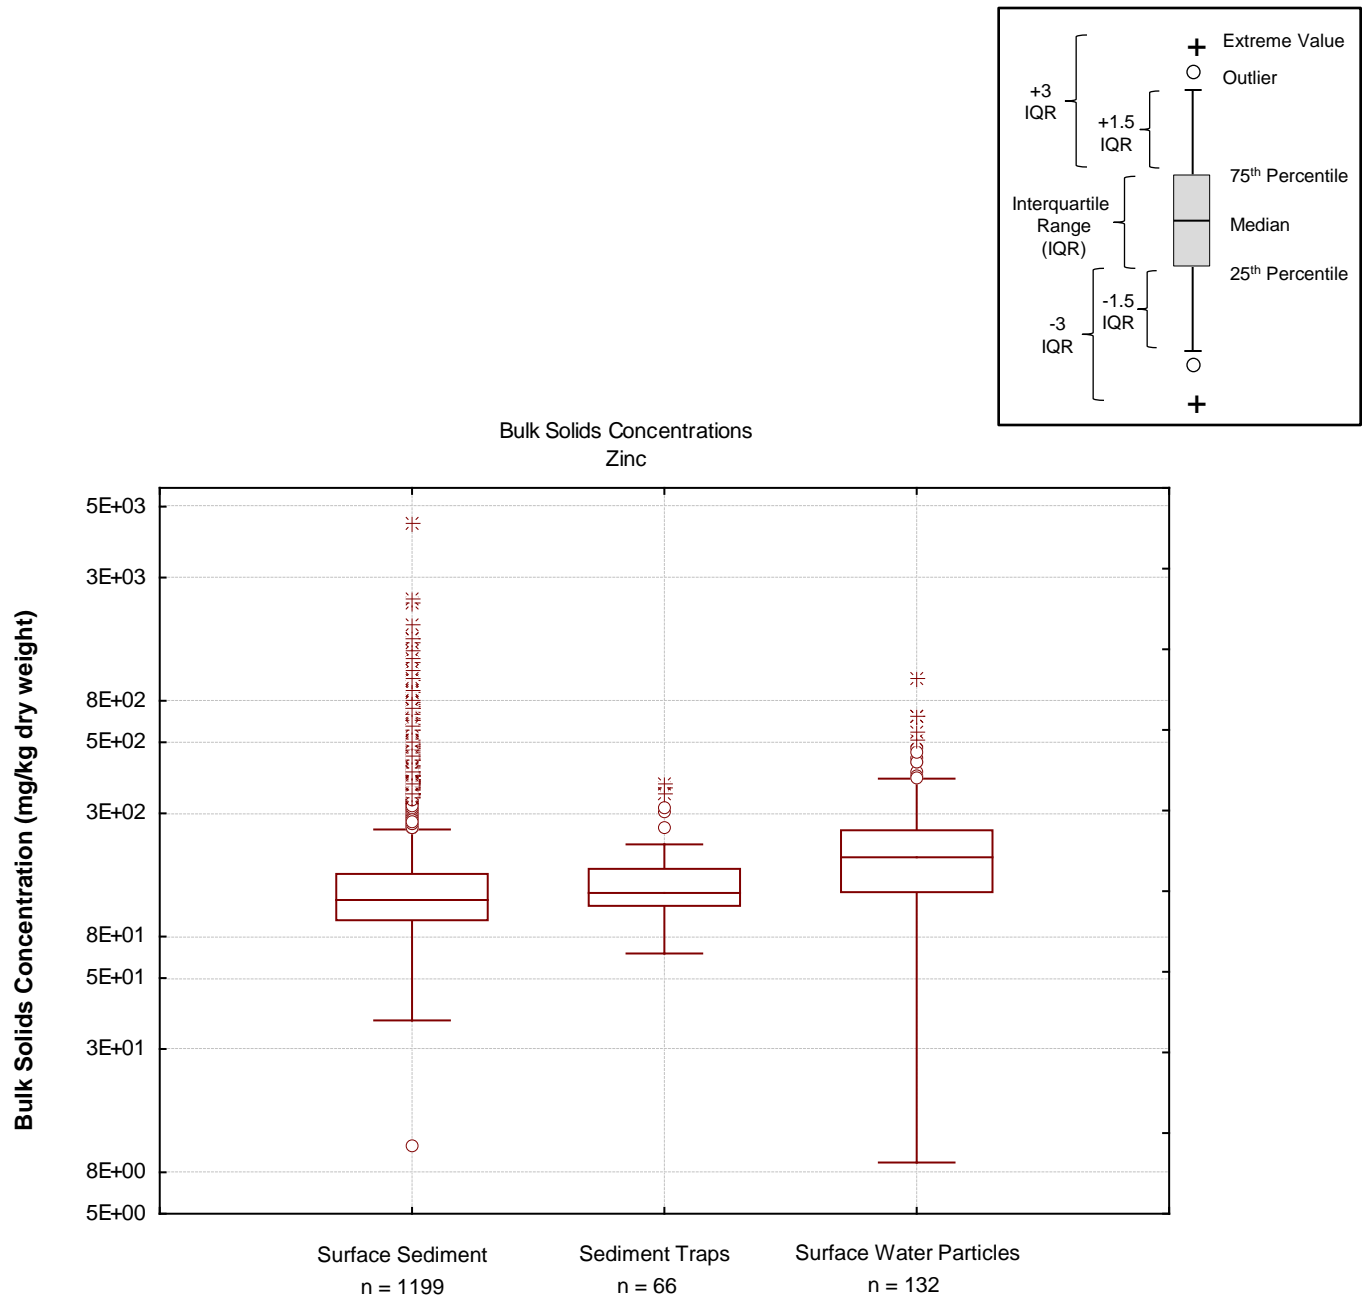 Extreme Value
Outlier
+3
IQR
+1.5
IQR
75th Percentile
Interquartile
Range
(IQR)
Median
25th Percentile
-1.5
IQR
-3
IQR
Bulk Solids Concentrations
Zinc
Bulk Solids Concentration (mg/kg dry weight)
5E+03
3E+03
8E+02
5E+02
3E+02
8E+01
5E+01
3E+01
8E+00
5E+00
Surface Sediment
n = 1199
Sediment Traps
n = 66
Surface Water Particles
n = 132